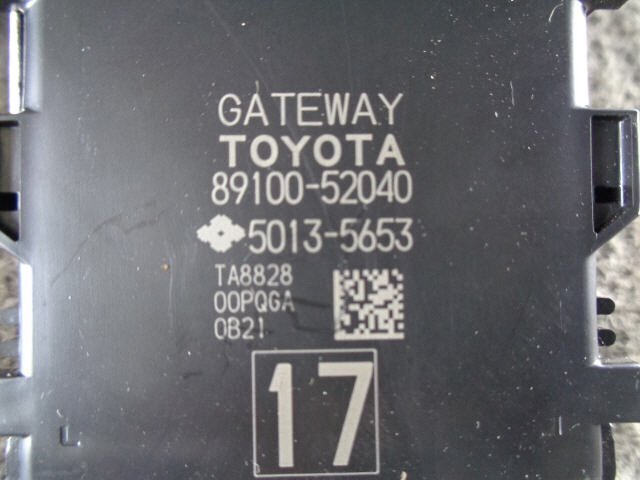 GATEWAY
TOYOTA
89100-52040
5013-5653
TA8828
00PQGA
0B21
17